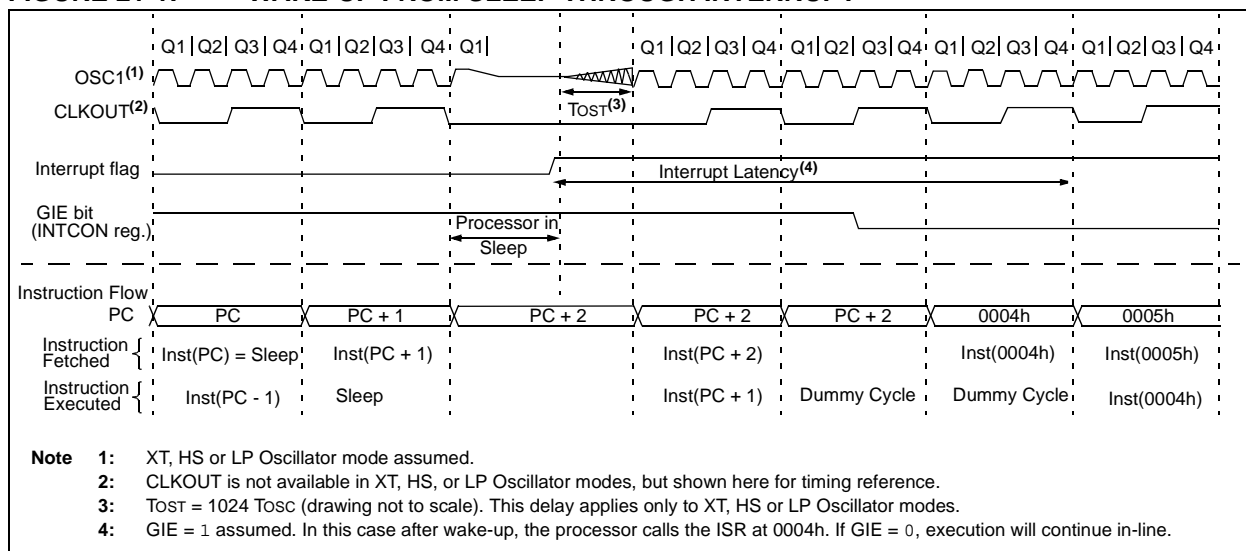 Q1 | Q2 | Q3 | Q4 Q1 | Q2 | Q3 | Q4 Q1 | Q1 | Q2 | Q3 | Q4 Q1 | Q2 | Q3 | Q4 Q1 | Q2 | Q3 | Q4 Q1 | Q2 | Q3 | Q4
OSC1(1)
TOST(3)
CLKOUT(2)
Interrupt flag
Interrupt Latency(4)
GIE bit
(INTCON reg.)
Processor in
Sleep
Instruction Flow
PC PC PC + 1 PC + 2 PC + 2 PC + 2 0004h 0005h
Instruction
Fetched { Inst(PC) = Sleep Inst(PC + 1) Inst(PC + 2) Inst(0004h) Inst(0005h)
Instruction
Executed { Inst(PC - 1) Sleep Inst(PC + 1) Dummy Cycle Dummy Cycle Inst(0004h)
Note 1: XT, HS or LP Oscillator mode assumed.
2: CLKOUT is not available in XT, HS, or LP Oscillator modes, but shown here for timing reference.
3: TOST = 1024 TOSC (drawing not to scale). This delay applies only to XT, HS or LP Oscillator modes.
4: GIE = 1 assumed. In this case after wake-up, the processor calls the ISR at 0004h. If GIE = 0, execution will continue in-line.